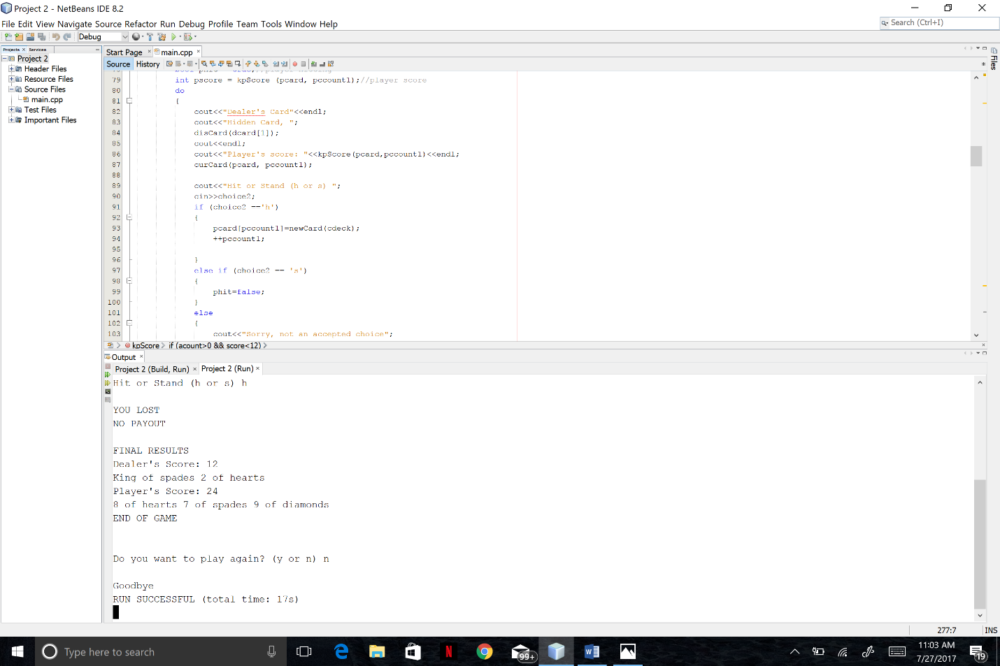 Project 2 - NetBeans IDE 8.2
File Edit View Navigate Source Refactor Run Debug Profile Team Tools Window Help
Search (Ctrl+I)
Debug
Projects Services
Project 2
Header Files
Resource Files
Source Files
main.cpp
Test Files
Important Files
Start Page main.cpp
Source History
Files
79 int pscore = kpScore (pcard, pccount1);//player score
80 do
81 {
82 cout<<"Dealer's Card"<<endl;
83 cout<<"Hidden Card, ";
84 disCard(dcard[1]);
85 cout<<endl;
86 cout<<"Player's score: "<<kpScore(pcard,pccount1)<<endl;
87 curCard(pcard, pccount1);
88
89 cout<<"Hit or Stand (h or s) ";
90 cin>>choice2;
91 if (choice2 =='h')
92 {
93 pcard[pccount1]=newCard(cdeck);
94 ++pccount1;
95
96 }
97 else if (choice2 == 's')
98 {
99 phit=false;
100 }
101 else
102 {
103 cout<<"Sorry, not an accepted choice";
kpScore > if (acount>0 && score<12) >
Output
Project 2 (Build, Run) Project 2 (Run)
Hit or Stand (h or s) h
YOU LOST
NO PAYOUT
FINAL RESULTS
Dealer's Score: 12
King of spades 2 of hearts
Player's Score: 24
8 of hearts 7 of spades 9 of diamonds
END OF GAME
Do you want to play again? (y or n) n
Goodbye
RUN SUCCESSFUL (total time: 17s)
277:7 INS
Type here to search
99+
11:03 AM
7/27/2017
19